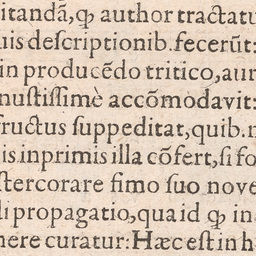 itandã, ꝙ author tractatu
uis deſcriptionib. fecerũt:
in producẽdo tritico, aur
nuſtiſſimè accõmodavit:
fructus ſuppeditat, quib. n
is inprimis illa cõfert, ſi fo
ſtercorare fimo ſuo nove
li propagatio, qua id ꝙ in
nere curatur: Hæc eſt in h